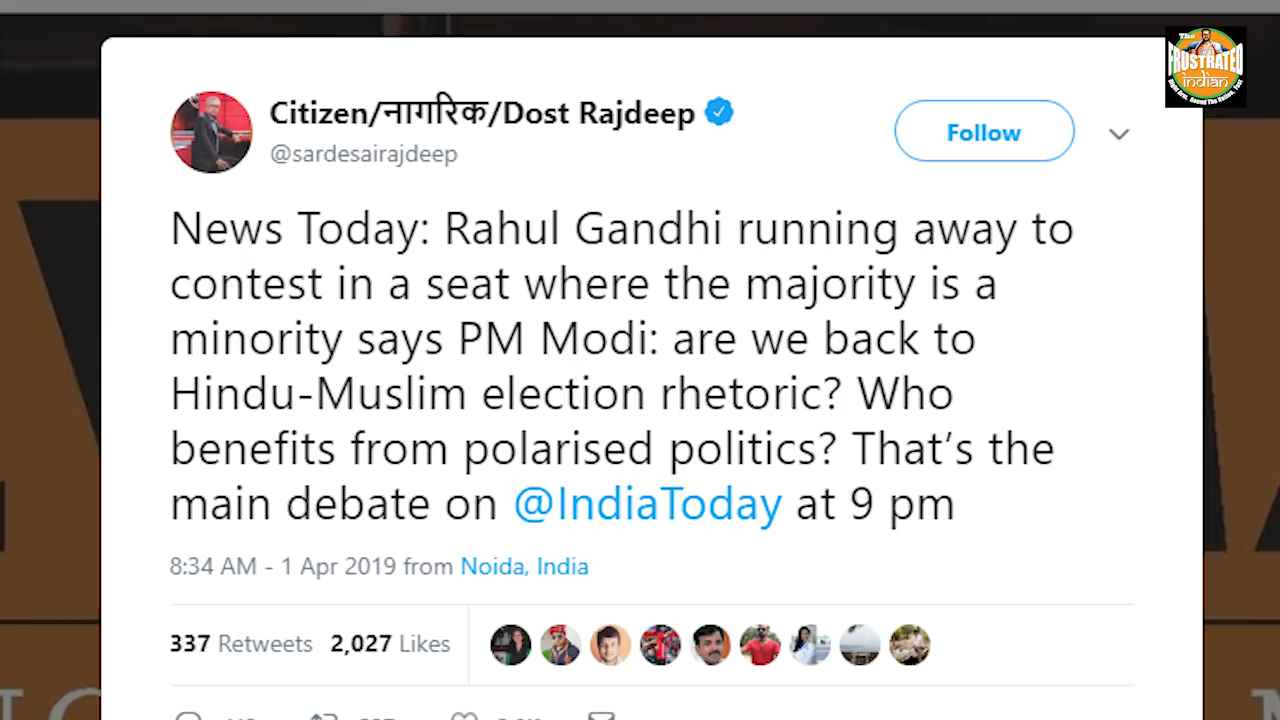 The
FRUSTRATED
indian
Citizen/नागरिक/Dost Rajdeep
@sardesairajdeep
Follow
News Today: Rahul Gandhi running away to
contest in a seat where the majority is a
minority says PM Modi: are we back to
Hindu-Muslim election rhetoric? Who
benefits from polarised politics? That’s the
main debate on @IndiaToday at 9 pm
8:34 AM - 1 Apr 2019 from Noida, India
337 Retweets 2,027 Likes